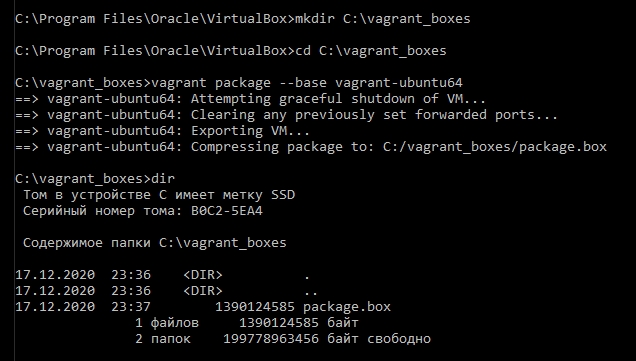 C:\Program Files\Oracle\VirtualBox>mkdir C:\vagrant_boxes
C:\Program Files\Oracle\VirtualBox>cd C:\vagrant_boxes
C:\vagrant_boxes>vagrant package --base vagrant-ubuntu64
==> vagrant-ubuntu64: Attempting graceful shutdown of VM...
==> vagrant-ubuntu64: Clearing any previously set forwarded ports...
==> vagrant-ubuntu64: Exporting VM...
==> vagrant-ubuntu64: Compressing package to: C:/vagrant_boxes/package.box
C:\vagrant_boxes>dir
Том в устройстве C имеет метку SSD
Серийный номер тома: B0C2-5EA4
Содержимое папки C:\vagrant_boxes
17.12.2020  23:36    <DIR>          .
17.12.2020  23:36    <DIR>          ..
17.12.2020  23:37     1390124585 package.box
1 файлов     1390124585 байт
2 папок  199778963456 байт свободно